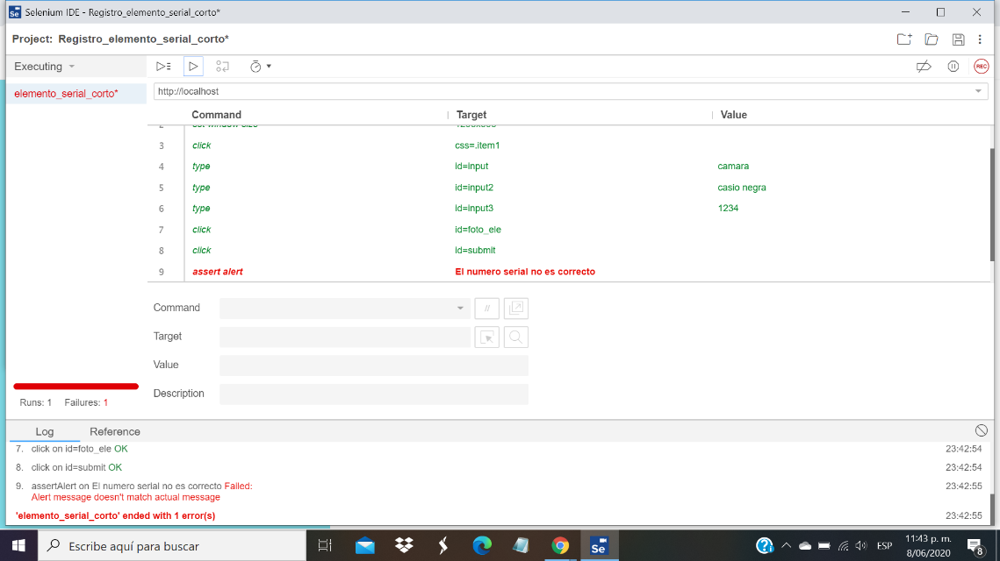 Selenium IDE - Registro_elemento_serial_corto*
Project: Registro_elemento_serial_corto*
Executing
REC
elemento_serial_corto*
http://localhost
Command Target Value
2 set window size
3 click css=.item1
4 type id=input camara
5 type id=input2 casio negra
6 type id=input3 1234
7 click id=foto_ele
8 click id=submit
9 assert alert El numero serial no es correcto
Command //
Target
Value
Description
Runs: 1 Failures: 1
Log Reference
7. click on id=foto_ele OK 23:42:54
8. click on id=submit OK 23:42:54
9. assertAlert on El numero serial no es correcto Failed: 23:42:55
Alert message doesn't match actual message
'elemento_serial_corto' ended with 1 error(s) 23:42:55
Escribe aquí para buscar
Se
ESP
11:43 p. m.
8/06/2020
8